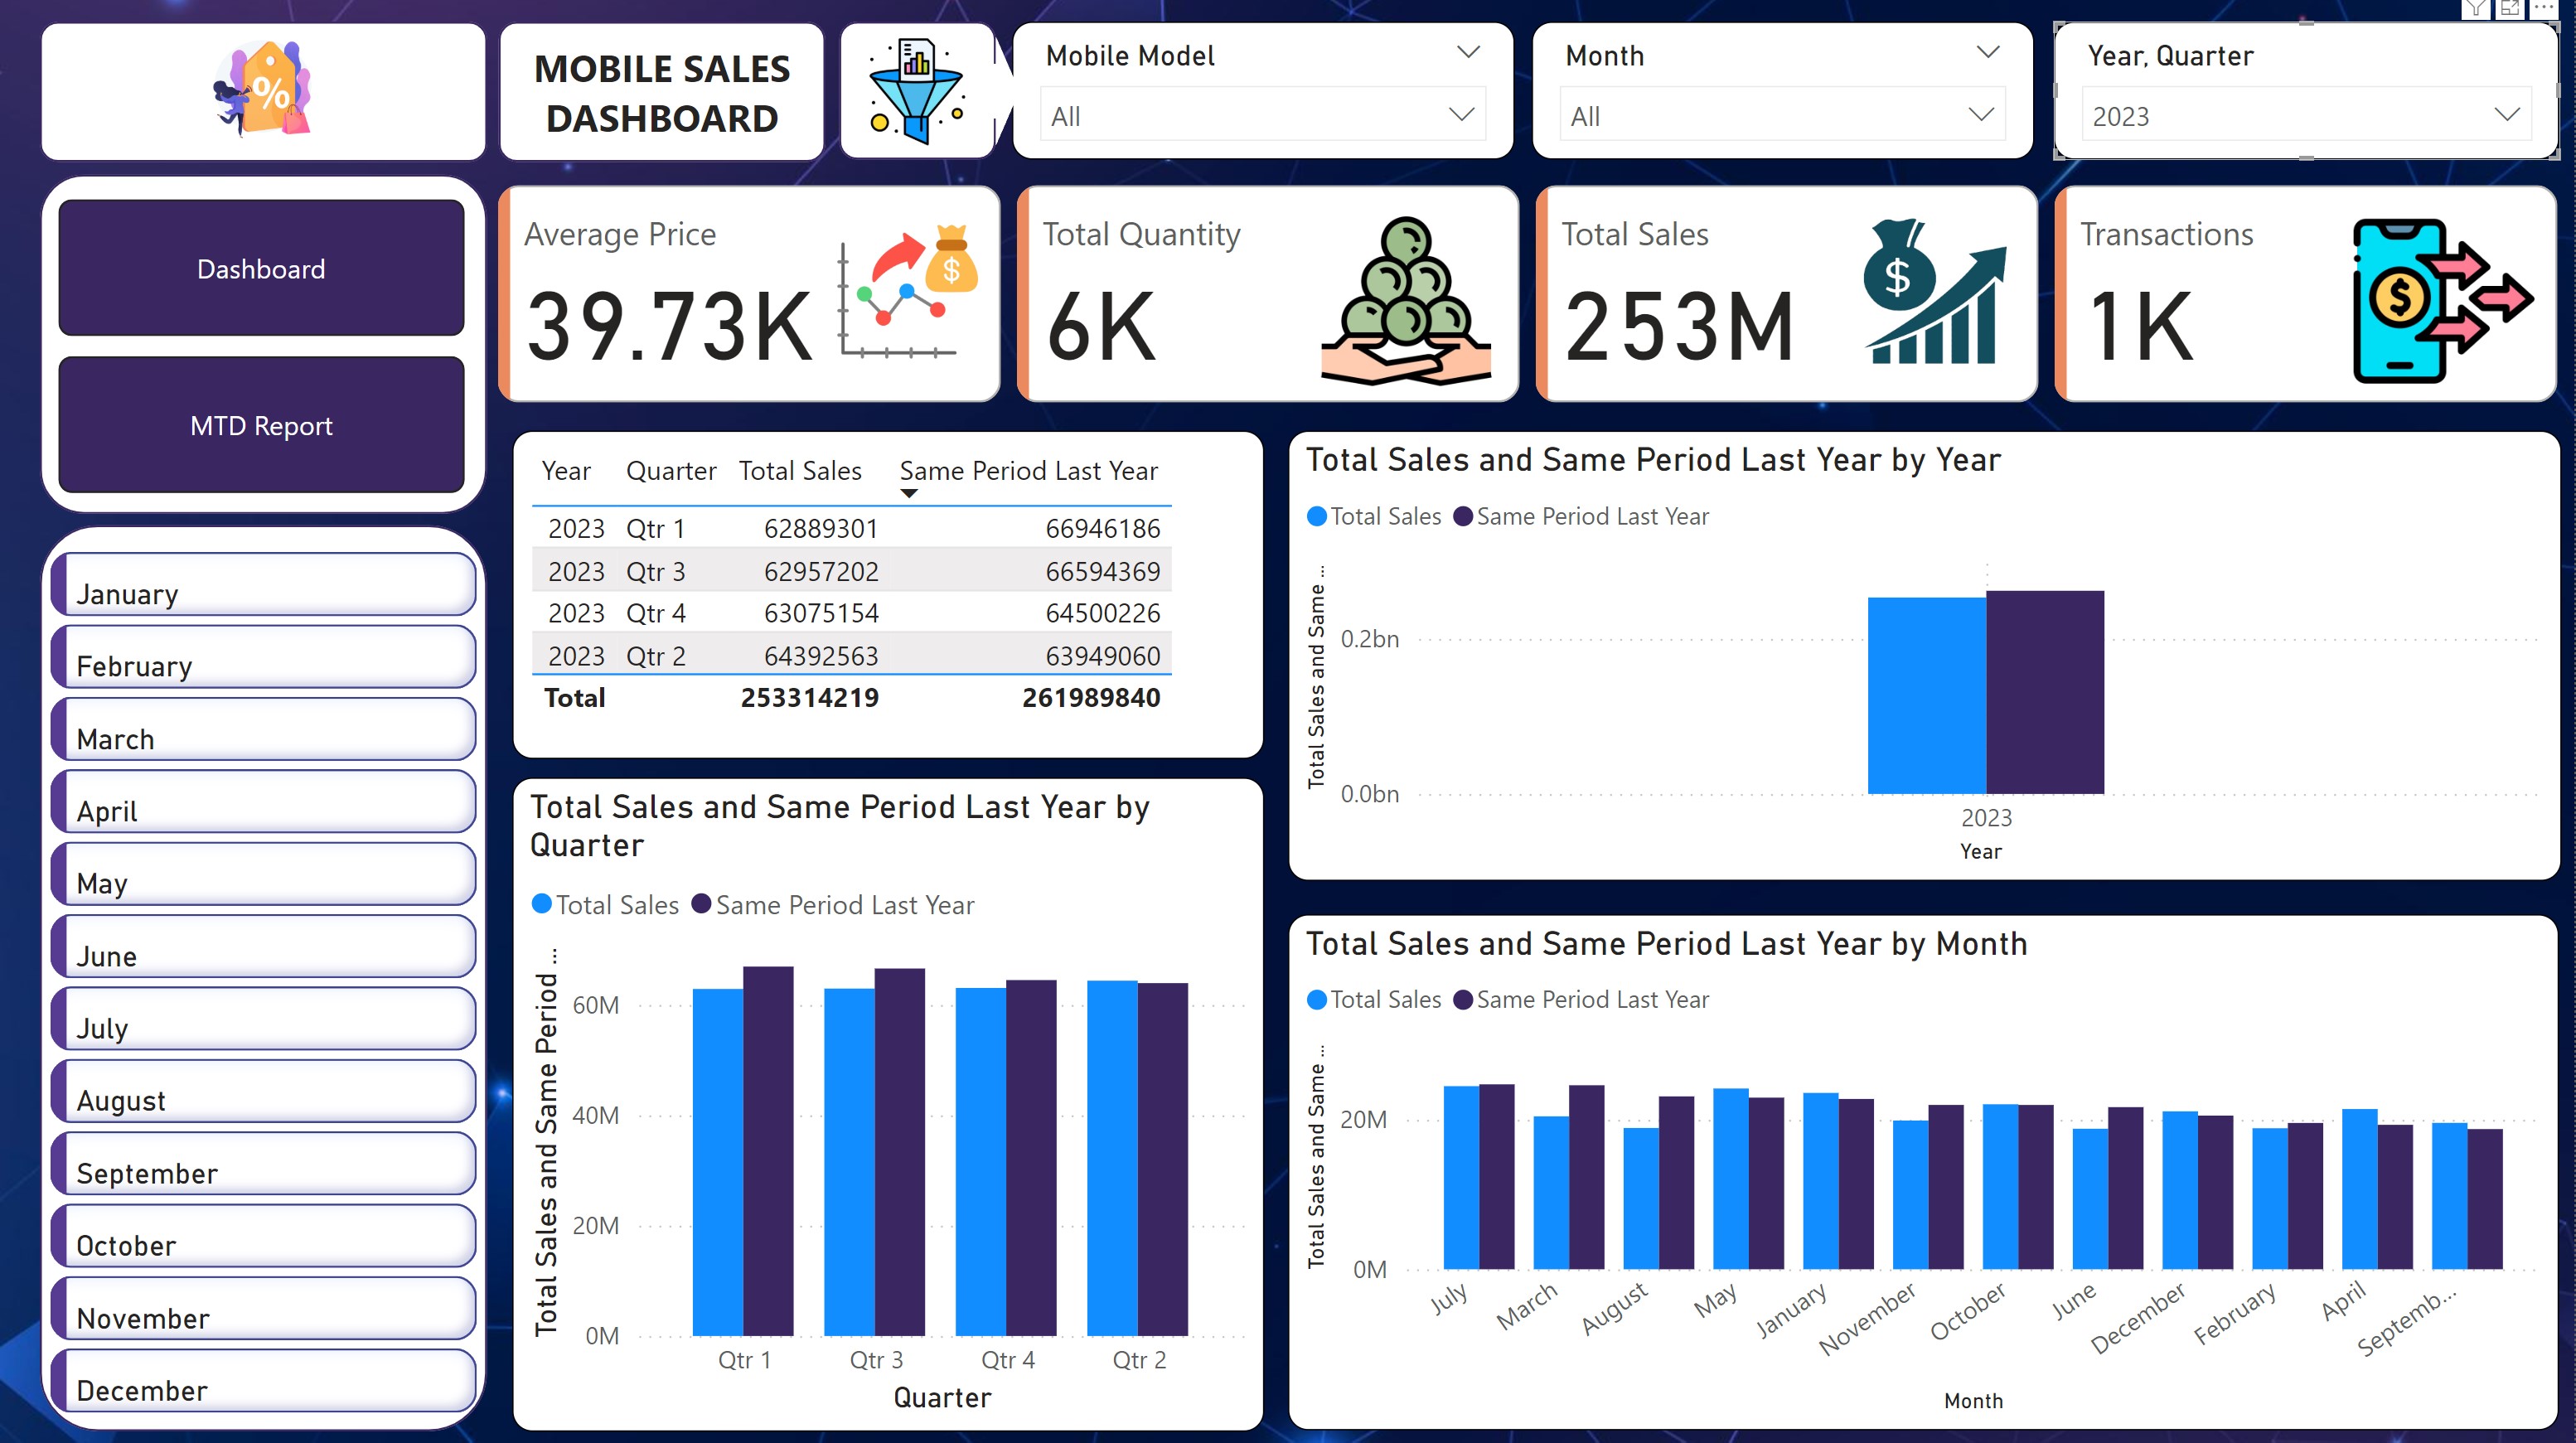 MOBILE SALES
DASHBOARD
Mobile Model
All
Month
All
Year, Quarter
2023
%
Dashboard
MTD Report
Average Price
39.73K
$
Total Quantity
6K
Total Sales
253M
$
Transactions
1K
$
January
February
March
April
May
June
July
August
September
October
November
December
Year Quarter Total Sales Same Period Last Year
2023 Qtr 1 62889301 66946186
2023 Qtr 3 62957202 66594369
2023 Qtr 4 63075154 64500226
2023 Qtr 2 64392563 63949060
Total 253314219 261989840
Total Sales and Same Period Last Year by Year
Total Sales Same Period Last Year
Total Sales and Same ...
0.2bn
0.0bn
2023
Year
Total Sales and Same Period Last Year by
Quarter
Total Sales Same Period Last Year
Total Sales and Same Period ...
60M
40M
20M
0M
Qtr 1 Qtr 3 Qtr 4 Qtr 2
Quarter
Total Sales and Same Period Last Year by Month
Total Sales Same Period Last Year
Total Sales and Same ...
20M
0M
July March August May January November October June December February April Septemb...
Month